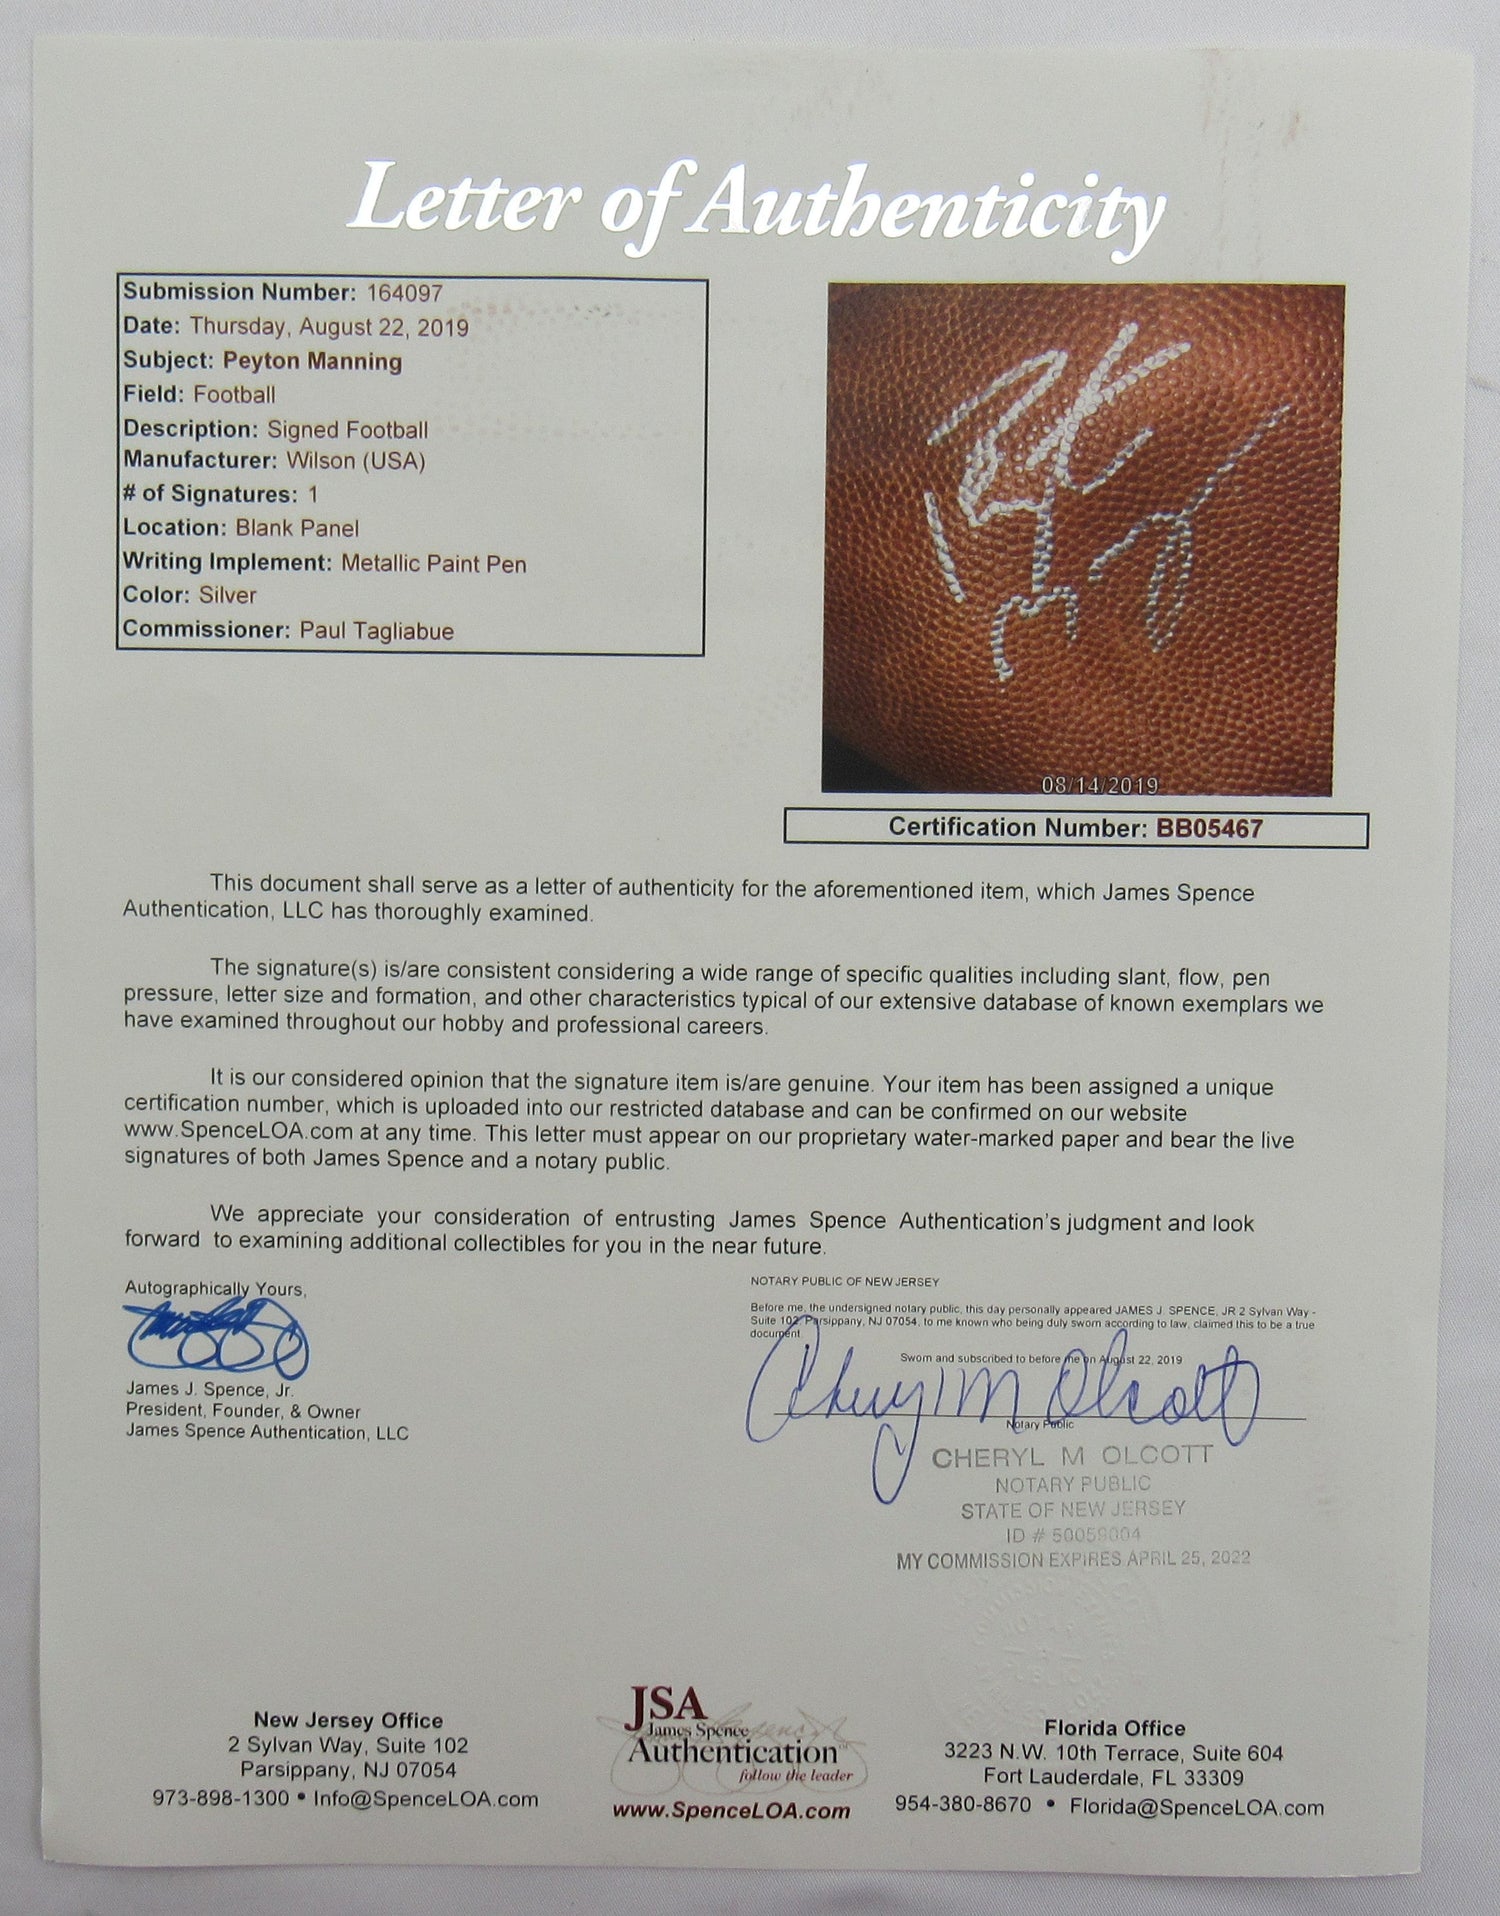 Letter of Authenticity
Submission Number: 164097
Date: Thursday, August 22, 2019
Subject: Peyton Manning
Field: Football
Description: Signed Football
Manufacturer: Wilson (USA)
# of Signatures: 1
Location: Blank Panel
Writing Implement: Metallic Paint Pen
Color: Silver
Commissioner: Paul Tagliabue
08/14/2019
Certification Number: BB05467
This document shall serve as a letter of authenticity for the aforementioned item, which James Spence
Authentication, LLC has thoroughly examined.
The signature(s) is/are consistent considering a wide range of specific qualities including slant, flow, pen
pressure, letter size and formation, and other characteristics typical of our extensive database of known exemplars we
have examined throughout our hobby and professional careers.
It is our considered opinion that the signature item is/are genuine. Your item has been assigned a unique
certification number, which is uploaded into our restricted database and can be confirmed on our website
www.SpenceLOA.com at any time. This letter must appear on our proprietary water-marked paper and bear the live
signatures of both James Spence and a notary public.
We appreciate your consideration of entrusting James Spence Authentication's judgment and look
forward to examining additional collectibles for you in the near future.
Autographically Yours,
James J. Spence, Jr.
President, Founder, & Owner
James Spence Authentication, LLC
NOTARY PUBLIC OF NEW JERSEY
Before me, the undersigned notary public, this day personally appeared JAMES J. SPENCE, JR 2 Sylvan Way -
Suite 102, Parsippany, NJ 07054, to me known who being duly sworn according to law, claimed this to be a true
document.
Sworn and subscribed to before me on August 22, 2019
Cheryl M Olcott
Notary Public
CHERYL M OLCOTT
NOTARY PUBLIC
STATE OF NEW JERSEY
ID # 50059004
MY COMMISSION EXPIRES APRIL 25, 2022
New Jersey Office
2 Sylvan Way, Suite 102
Parsippany, NJ 07054
973-898-1300 • Info@SpenceLOA.com
JSA
James Spence
Authentication
follow the leader
www.SpenceLOA.com
Florida Office
3223 N.W. 10th Terrace, Suite 604
Fort Lauderdale, FL 33309
954-380-8670 • Florida@SpenceLOA.com